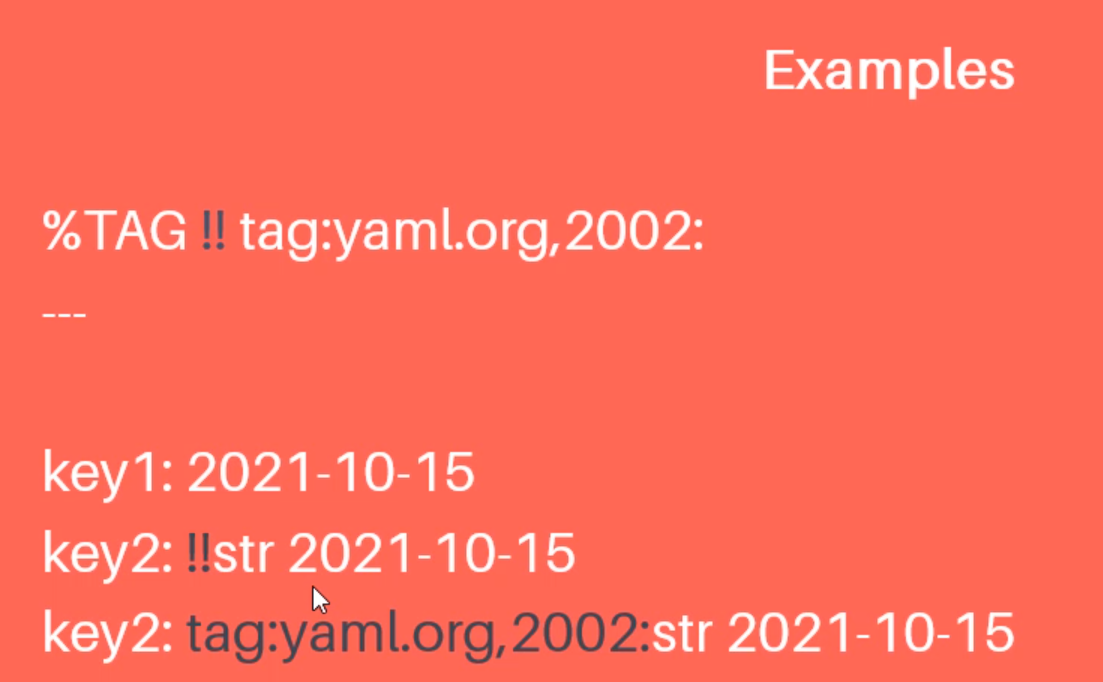 Examples
%TAG !! tag:yaml.org,2002:
---
key1: 2021-10-15
key2: !!str 2021-10-15
key2: tag:yaml.org,2002:str 2021-10-15